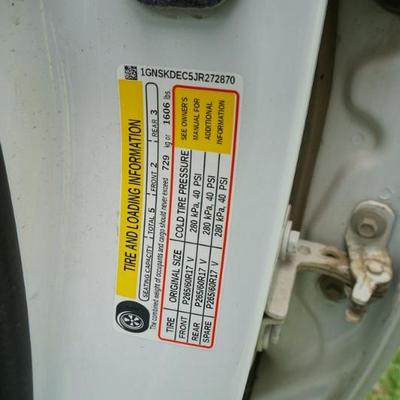 1GNSKDEC5JR272870
TIRE AND LOADING INFORMATION
SEATING CAPACITY | TOTAL 5 | FRONT 2 | REAR 3
The combined weight of occupants and cargo should never exceed 729 kg or 1606 lbs.
TIRE ORIGINAL SIZE COLD TIRE PRESSURE
FRONT P265/60R17 V 280 kPa, 40 PSI
REAR P265/60R17 V 280 kPa, 40 PSI
SPARE P265/60R17 V 280 kPa, 40 PSI
SEE OWNER'S
MANUAL FOR
ADDITIONAL
INFORMATION